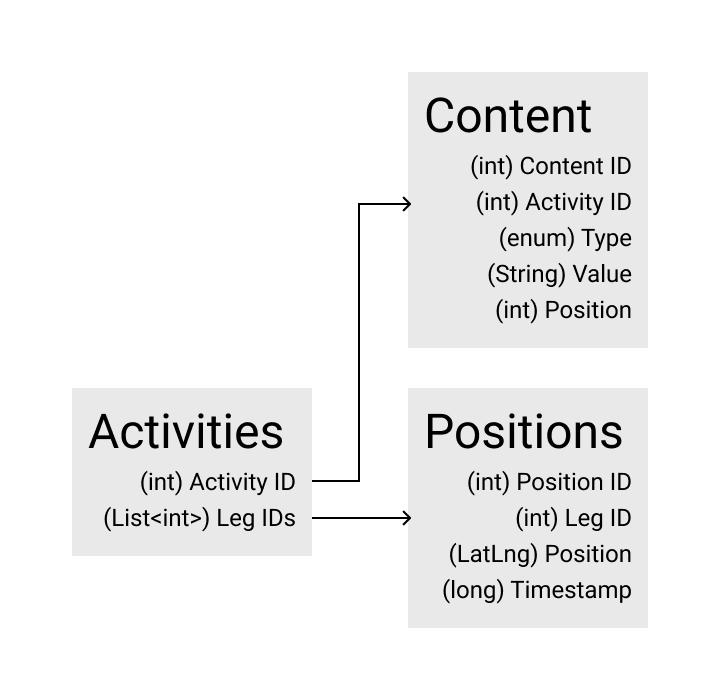 Content
(int) Content ID
(int) Activity ID
(enum) Type
(String) Value
(int) Position
Activities
(int) Activity ID
(List<int>) Leg IDs
Positions
(int) Position ID
(int) Leg ID
(LatLng) Position
(long) Timestamp